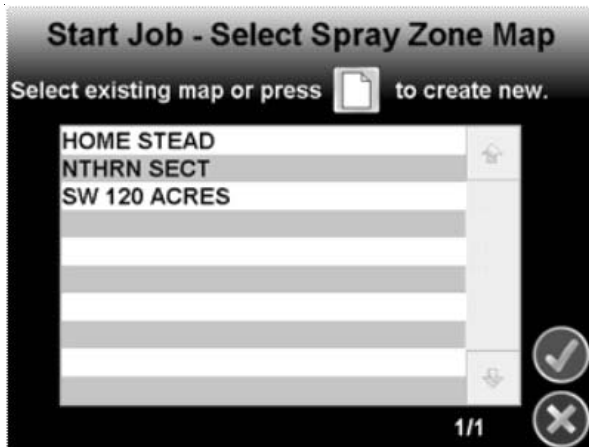 Start Job - Select Spray Zone Map
Select existing map or press to create new.
HOME STEAD
NTHRN SECT
SW 120 ACRES
1/1